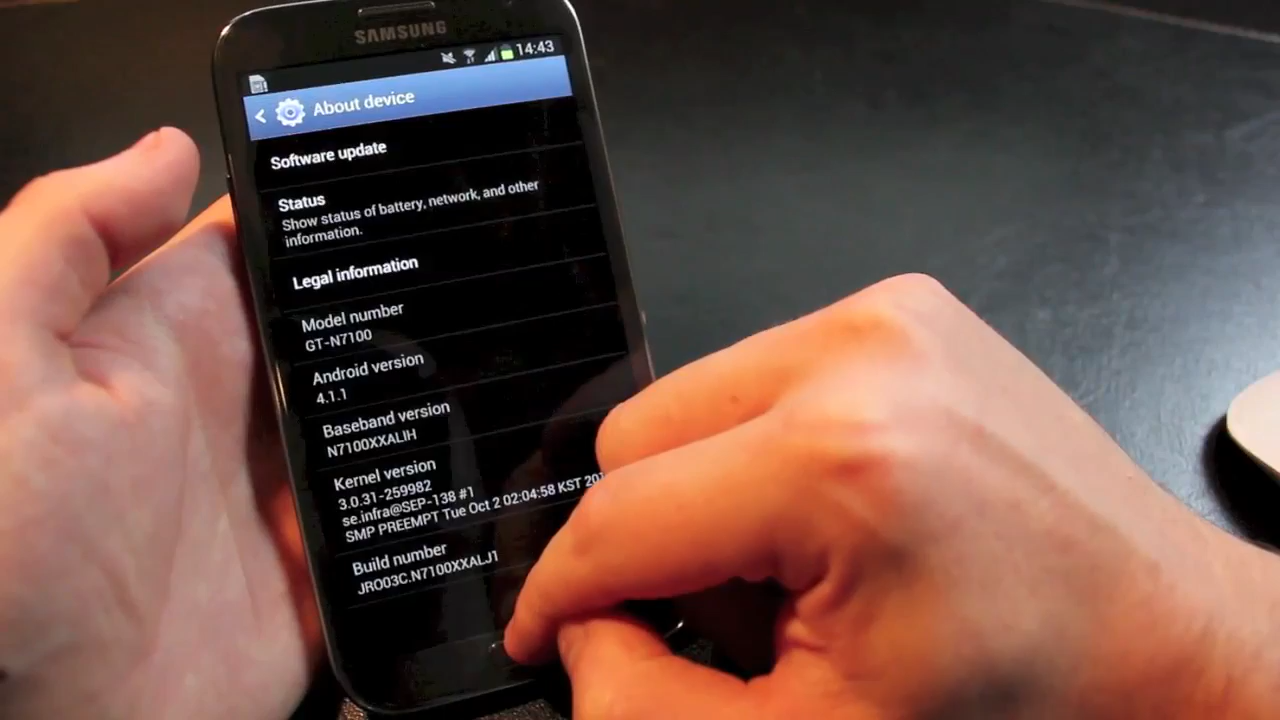 SAMSUNG
14:43
About device
Software update
Status
Show status of battery, network, and other
information.
Legal information
Model number
GT-N7100
Android version
4.1.1
Baseband version
N7100XXALIH
Kernel version
3.0.31-259982
se.infra@SEP-138 #1
SMP PREEMPT Tue Oct 2 02:04:58 KST
Build number
JRO03C.N7100XXALJ1